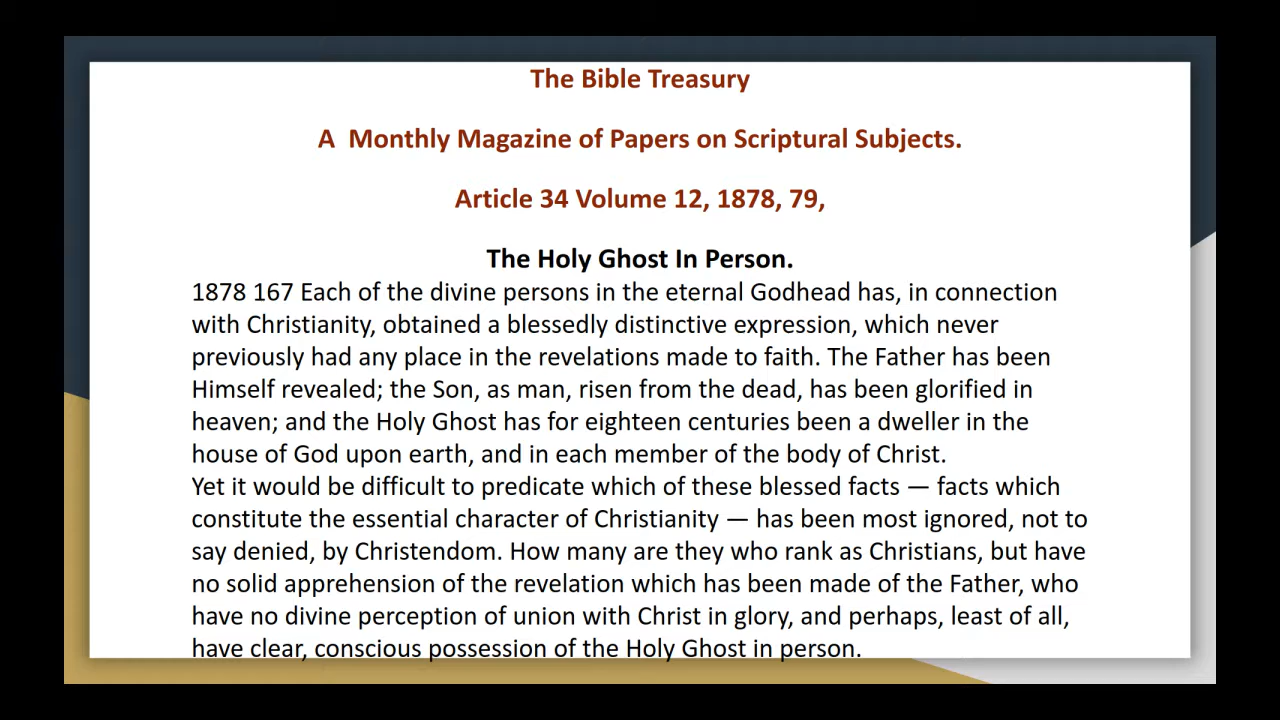 The Bible Treasury
A  Monthly Magazine of Papers on Scriptural Subjects.
Article 34 Volume 12, 1878, 79,
The Holy Ghost In Person.
1878 167 Each of the divine persons in the eternal Godhead has, in connection
with Christianity, obtained a blessedly distinctive expression, which never
previously had any place in the revelations made to faith. The Father has been
Himself revealed; the Son, as man, risen from the dead, has been glorified in
heaven; and the Holy Ghost has for eighteen centuries been a dweller in the
house of God upon earth, and in each member of the body of Christ.
Yet it would be difficult to predicate which of these blessed facts — facts which
constitute the essential character of Christianity — has been most ignored, not to
say denied, by Christendom. How many are they who rank as Christians, but have
no solid apprehension of the revelation which has been made of the Father, who
have no divine perception of union with Christ in glory, and perhaps, least of all,
have clear, conscious possession of the Holy Ghost in person.